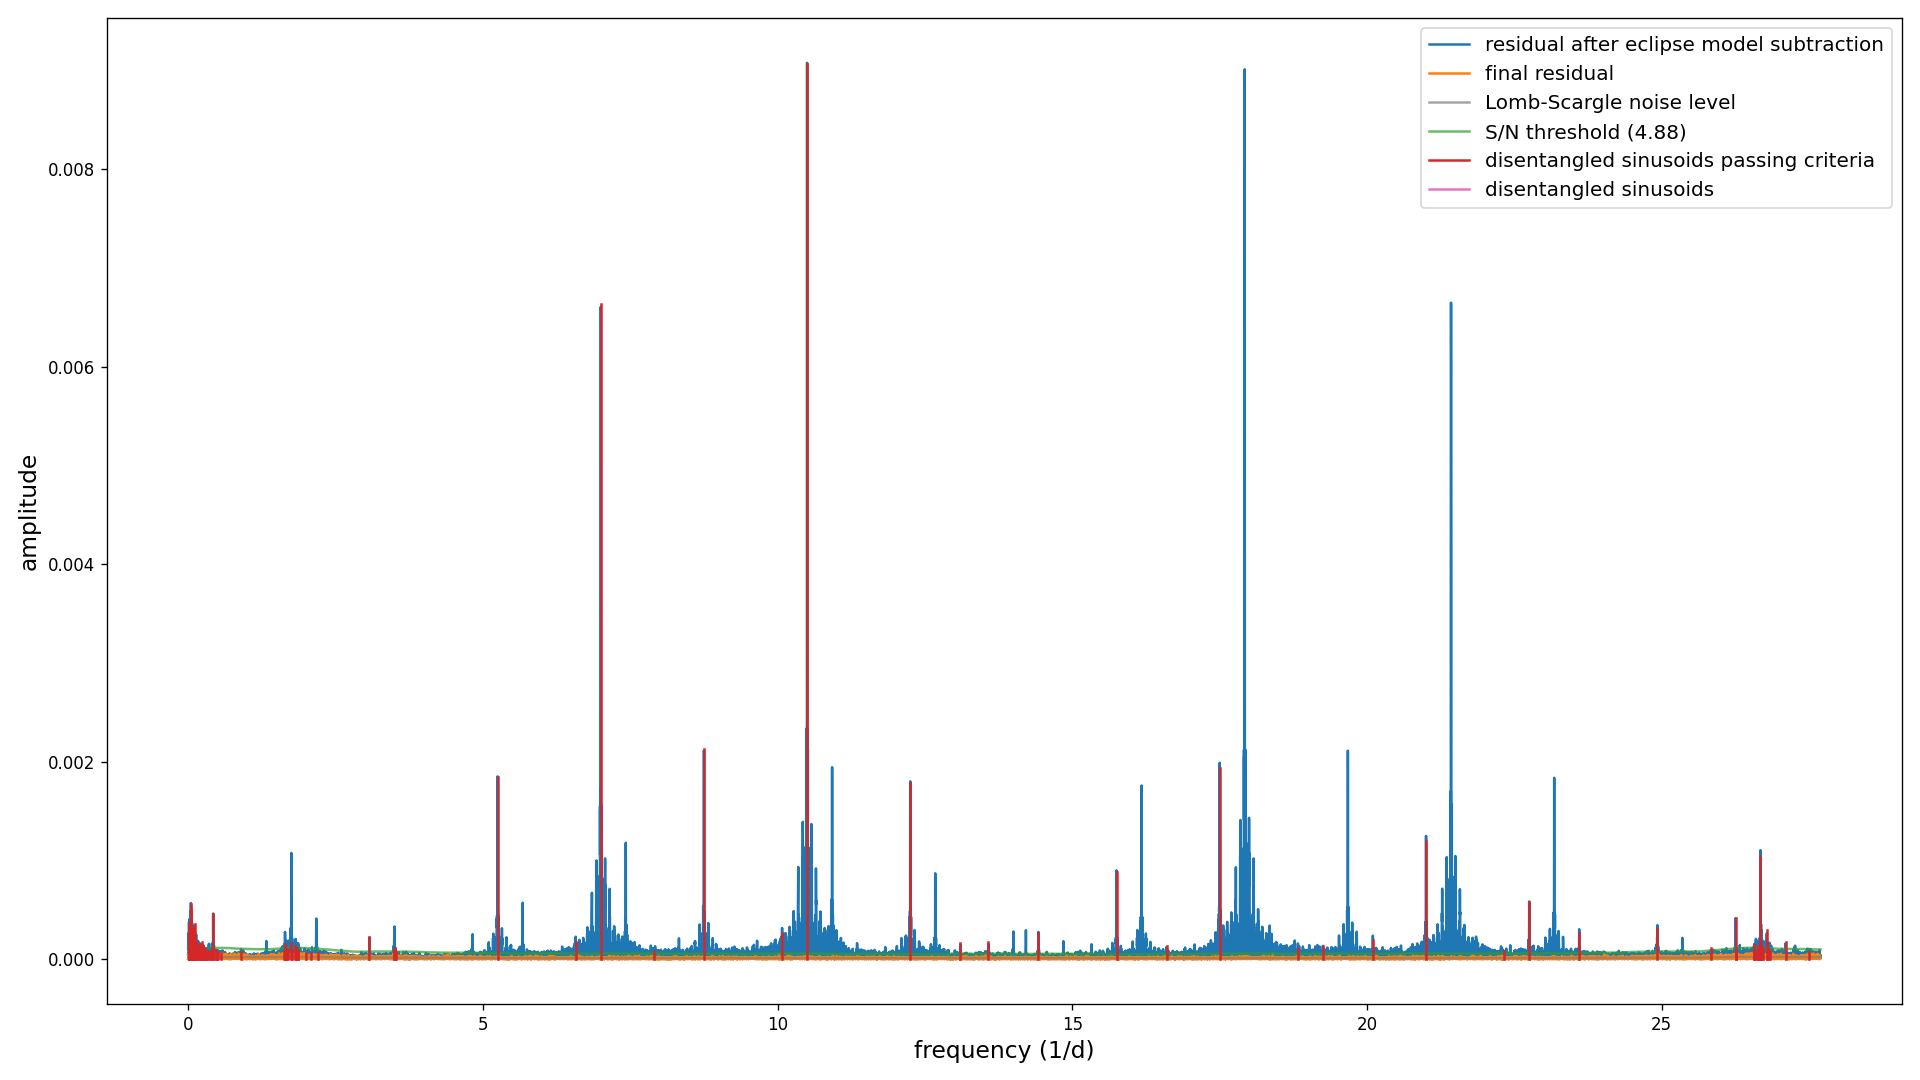 residual after eclipse model subtraction
final residual
Lomb-Scargle noise level
S/N threshold (4.88)
disentangled sinusoids passing criteria
disentangled sinusoids
amplitude
0.008
0.006
0.004
0.002
0.000
0 5 10 15 20 25
frequency (1/d)